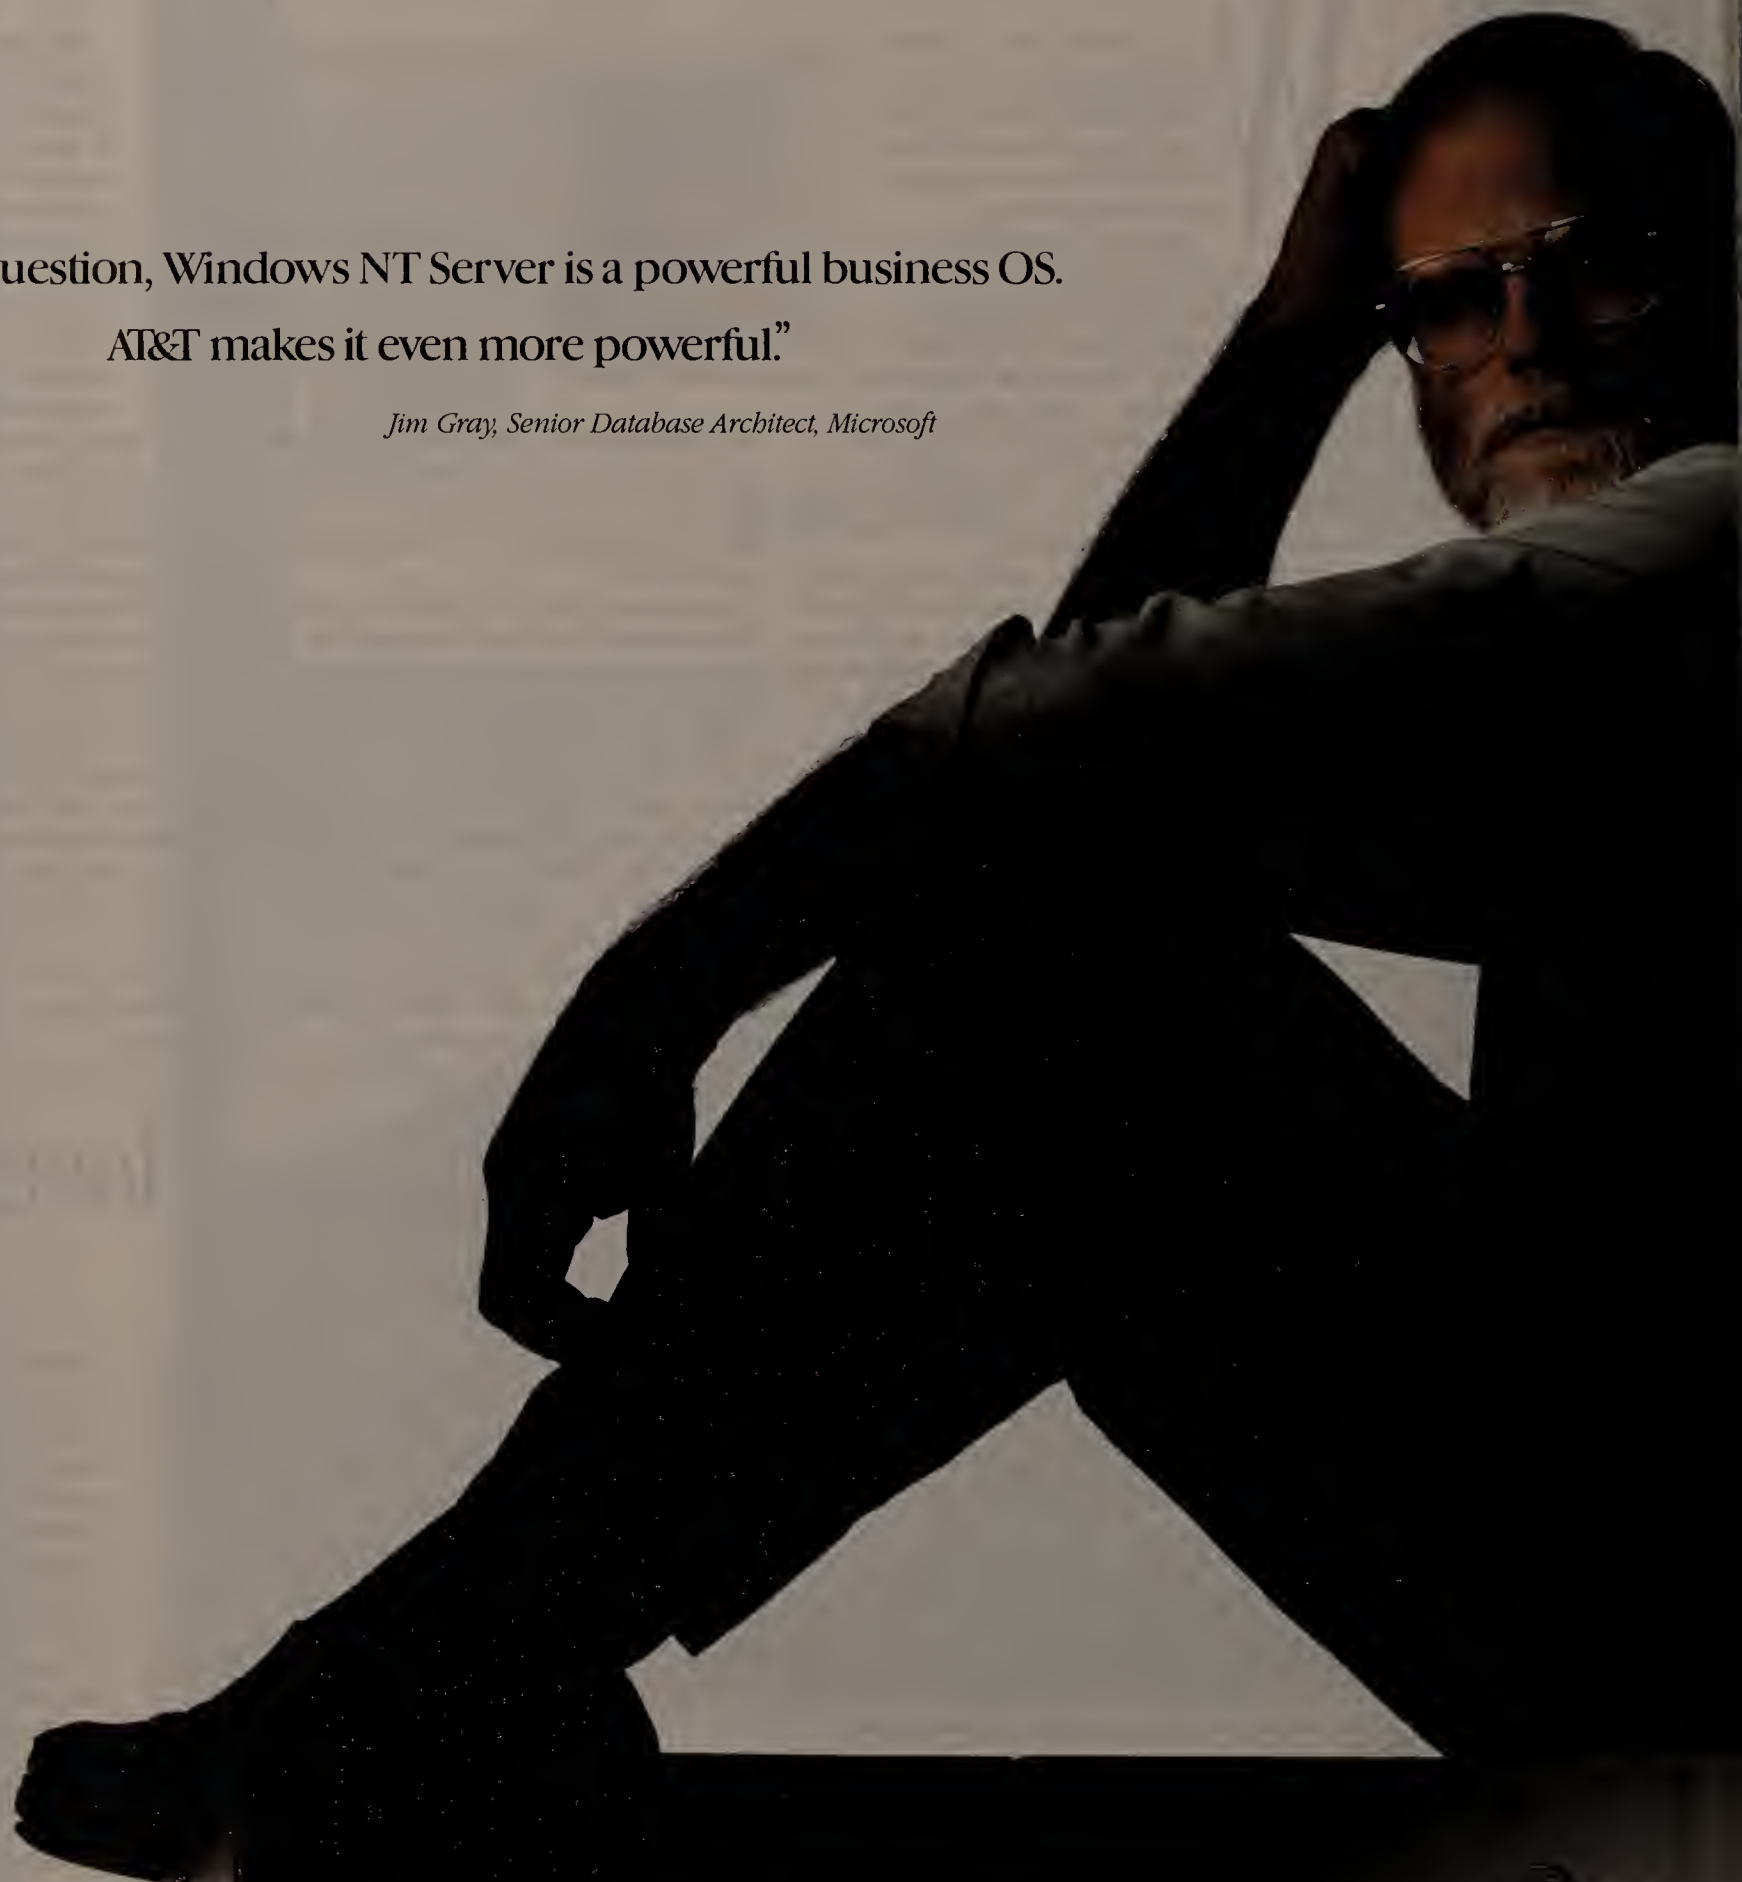 uestion, Windows NT Server is a powerful business OS.
AT&T makes it even more powerful.”
Jim Gray, Senior Database Architect, Microsoft